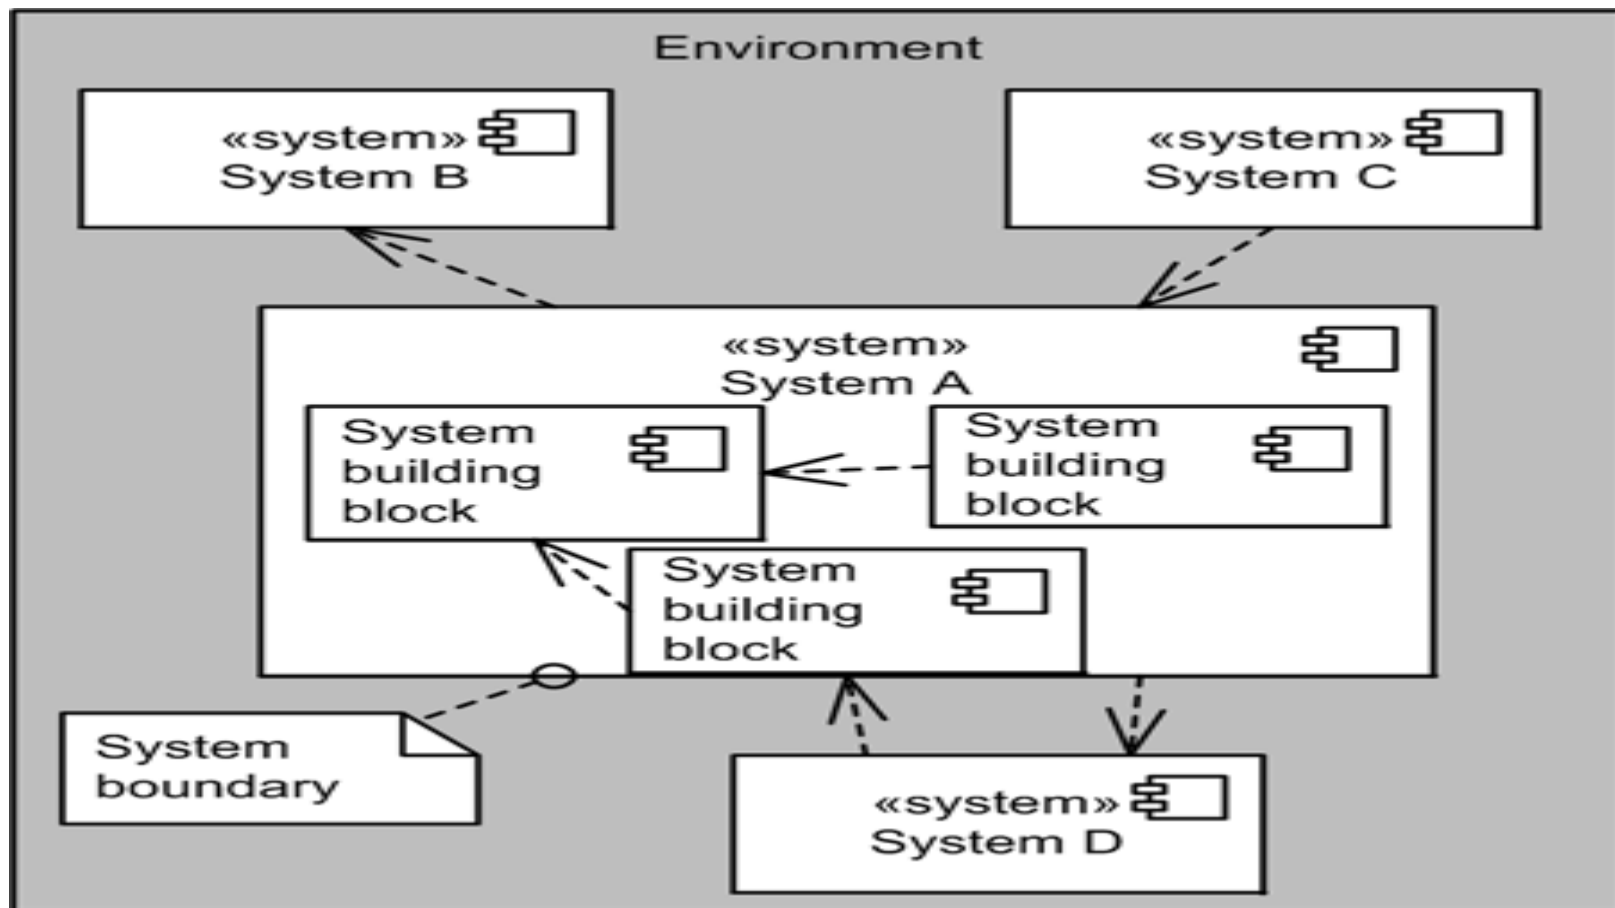 Environment
«system»
System B
«system»
System C
«system»
System A
System
building
block
System
building
block
System
building
block
System
boundary
«system»
System D